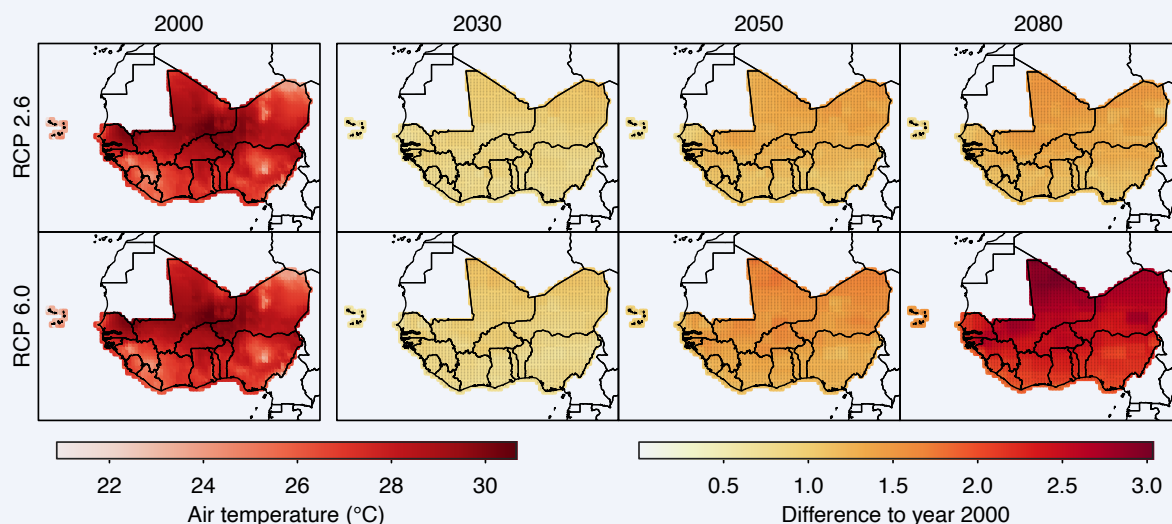 2000 2030 2050 2080
RCP 2.6
RCP 6.0
22 24 26 28 30
Air temperature (°C)
0.5 1.0 1.5 2.0 2.5 3.0
Difference to year 2000